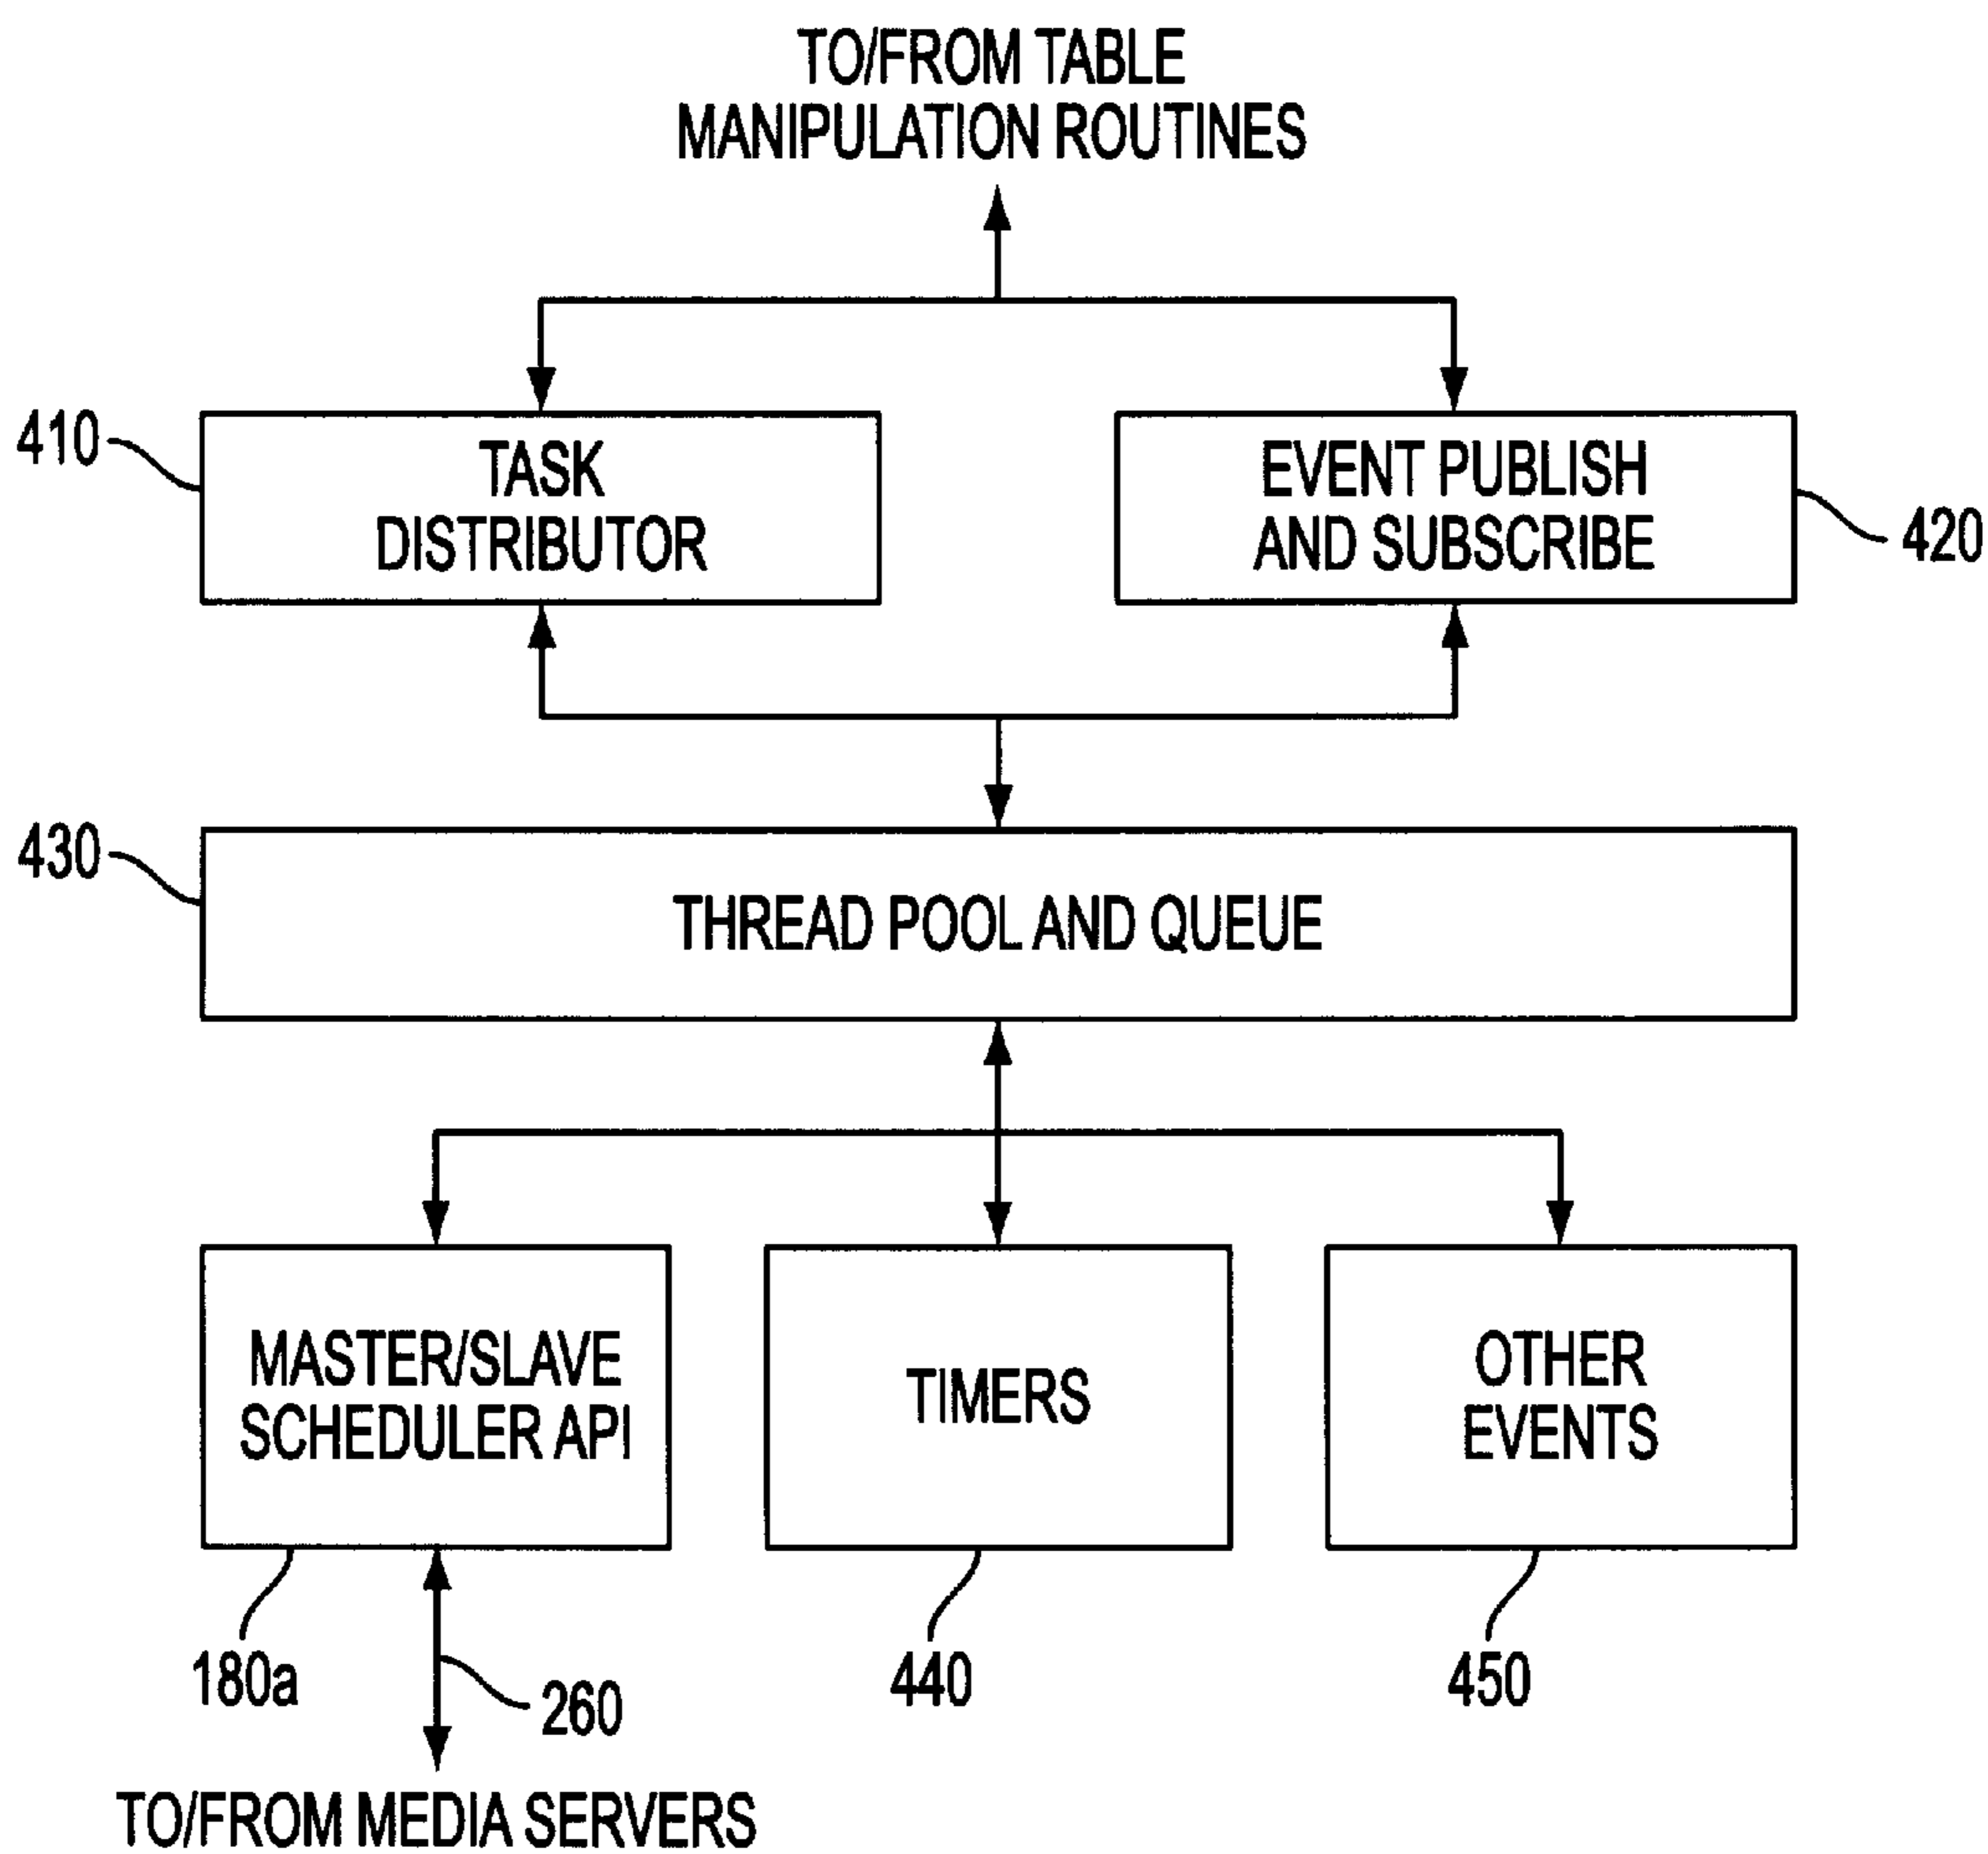 TO/FROM TABLE
MANIPULATION ROUTINES
410
TASK
DISTRIBUTOR
EVENT PUBLISH
AND SUBSCRIBE
420
430
THREAD POOL AND QUEUE
MASTER/SLAVE
SCHEDULER API
TIMERS
OTHER
EVENTS
180a
260
440
450
TO/FROM MEDIA SERVERS